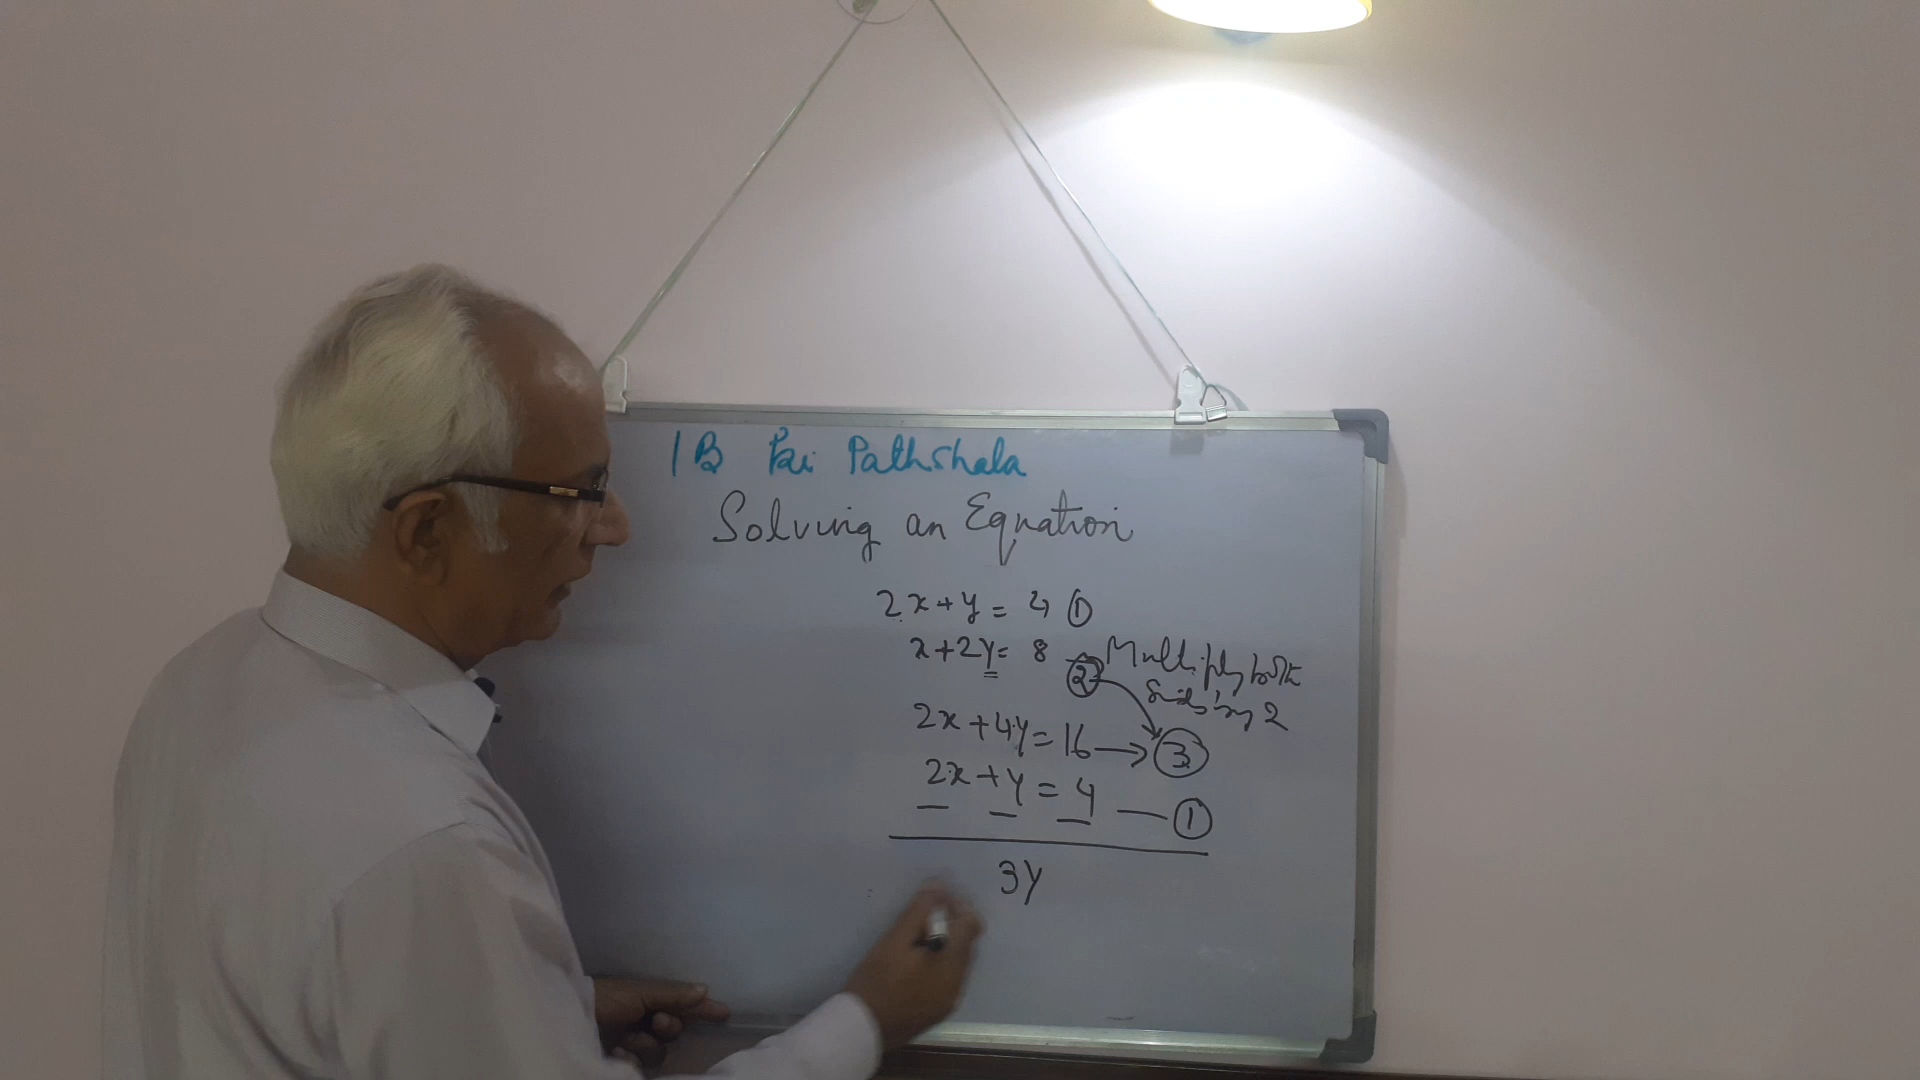 1B Pai Pathshala
Solving an Equation
2x+y = 4 ①
x+2y= 8 — ② Multiply both
Sides by 2
2x+4y=16 → ③
2x+y = 4 — ①
3y